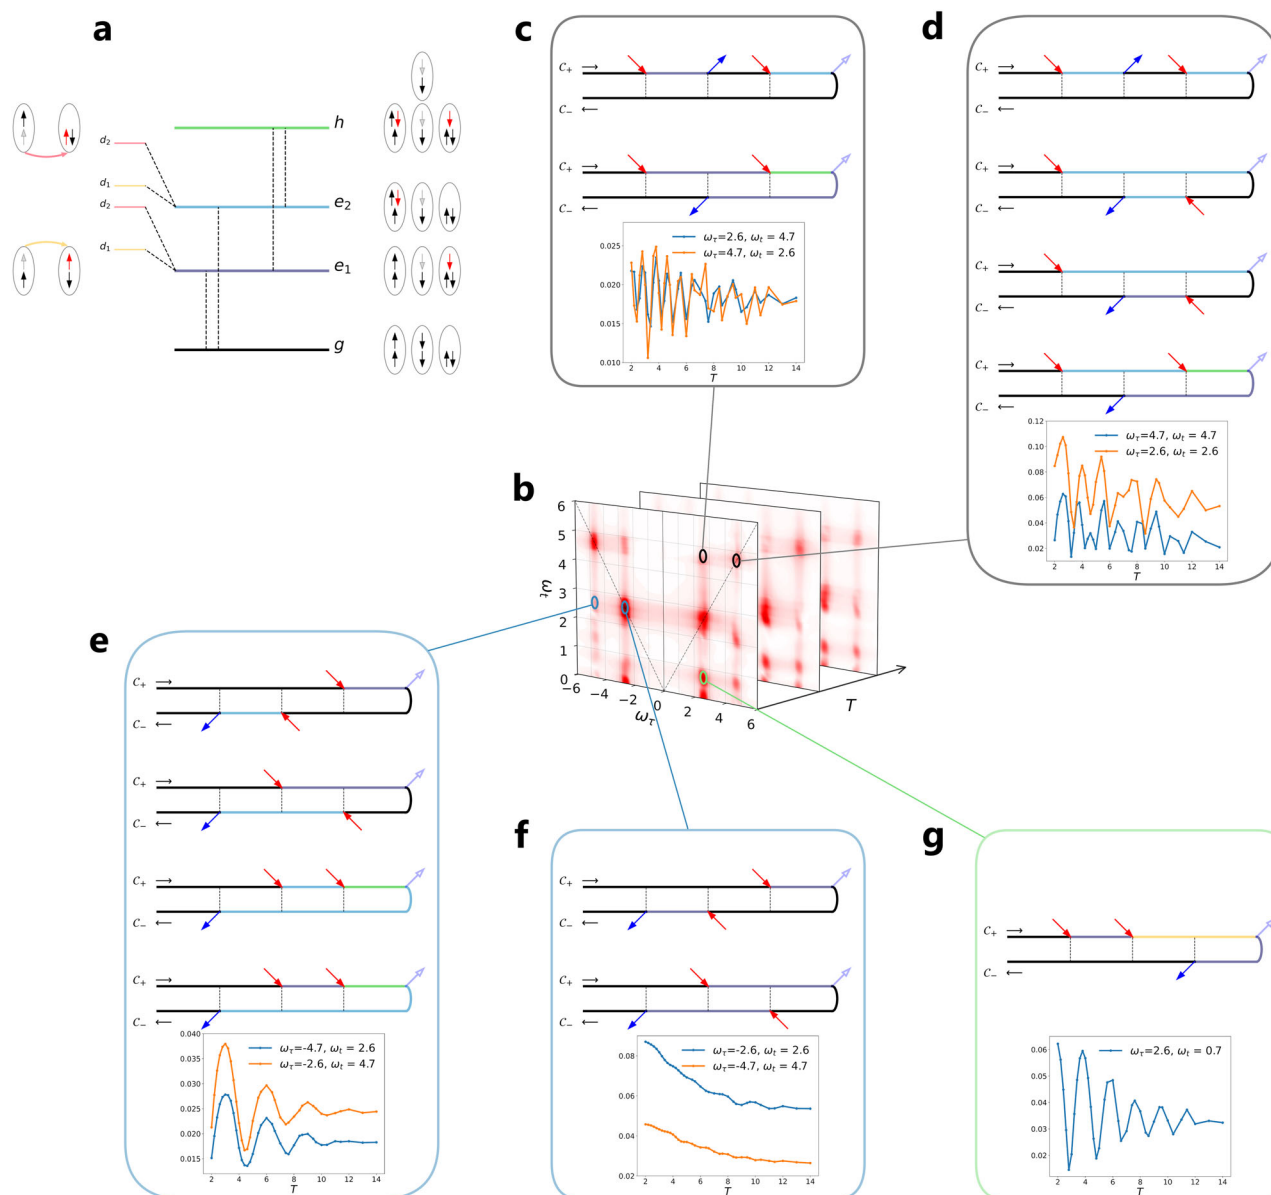 a
h
d₂
d₁
e₂
d₂
d₁
e₁
g
c
C₊ →
C₋ ←
C₊ →
C₋ ←
ωτ=2.6, ωt = 4.7
ωτ=4.7, ωt = 2.6
0.025
0.020
0.015
0.010
2 4 6 8 10 12 14
T
d
C₊ →
C₋ ←
C₊ →
C₋ ←
C₊ →
C₋ ←
C₊ →
C₋ ←
ωτ=4.7, ωt = 4.7
ωτ=2.6, ωt = 2.6
0.12
0.10
0.08
0.06
0.04
0.02
2 4 6 8 10 12 14
T
b
6
5
4
3
2
1
0
ωt
−6 −4 −2 0 2 4 6
ωτ
T
e
C₊ →
C₋ ←
C₊ →
C₋ ←
C₊ →
C₋ ←
C₊ →
C₋ ←
ωτ=-4.7, ωt = 2.6
ωτ=-2.6, ωt = 4.7
0.040
0.035
0.030
0.025
0.020
0.015
2 4 6 8 10 12 14
T
f
C₊ →
C₋ ←
C₊ →
C₋ ←
ωτ=-2.6, ωt = 2.6
ωτ=-4.7, ωt = 4.7
0.08
0.06
0.04
0.02
2 4 6 8 10 12 14
T
g
C₊ →
C₋ ←
ωτ=2.6, ωt = 0.7
0.06
0.05
0.04
0.03
0.02
2 4 6 8 10 12 14
T